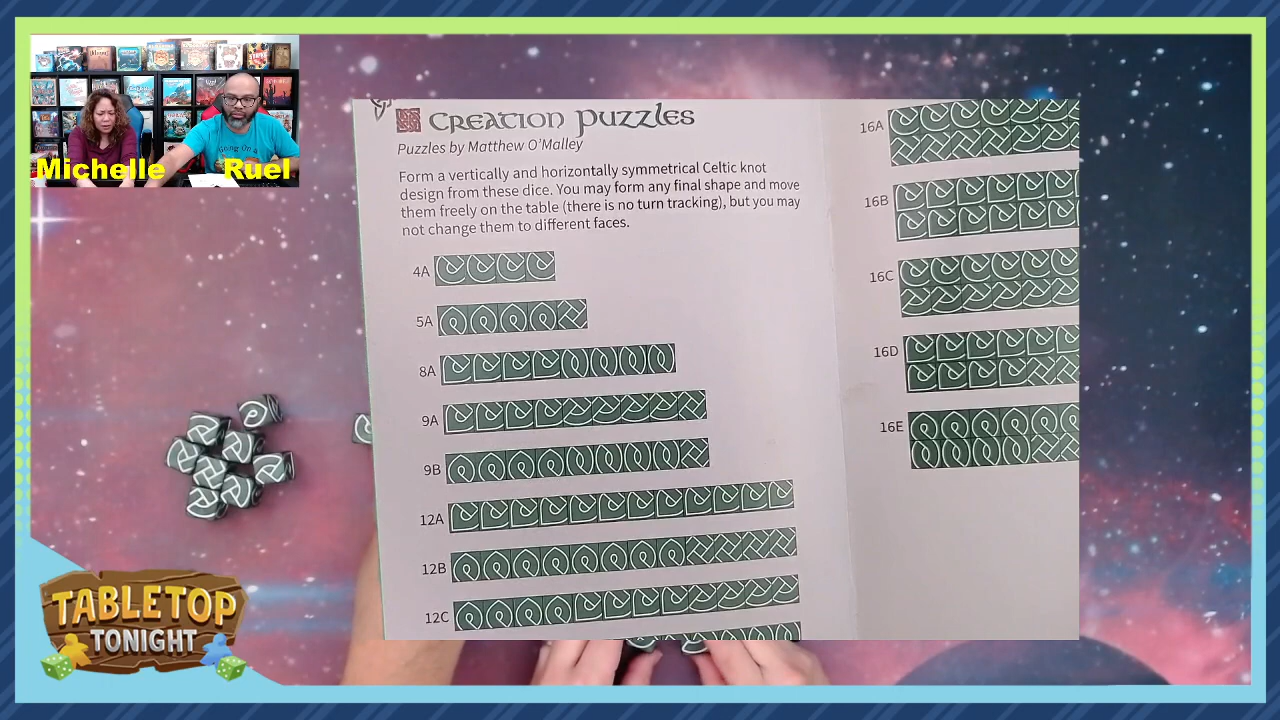 Michelle
Ruel
CREATION PUZZLES
Puzzles by Matthew O'Malley
Form a vertically and horizontally symmetrical Celtic knot
design from these dice. You may form any final shape and move
them freely on the table (there is no turn tracking), but you may
not change them to different faces.
4A
5A
8A
9A
9B
12A
12B
12C
16A
16B
16C
16D
16E
TABLETOP
TONIGHT